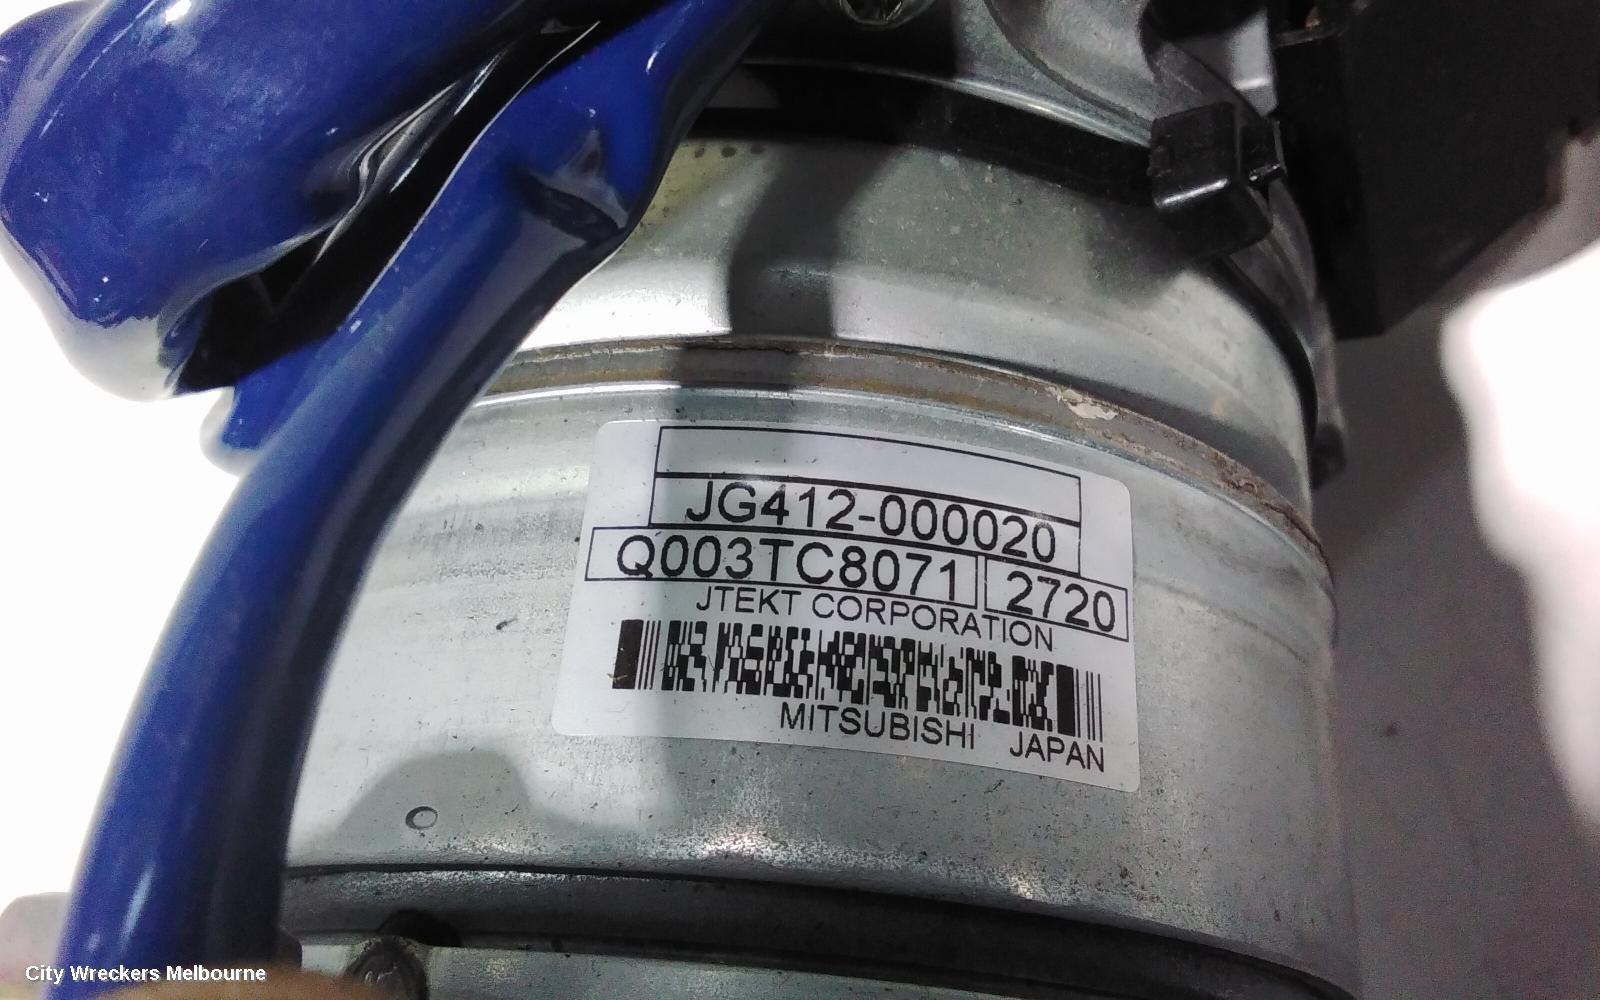 JG412-000020
Q003TC8071 2720
JTEKT CORPORATION
MITSUBISHI JAPAN
City Wreckers Melbourne